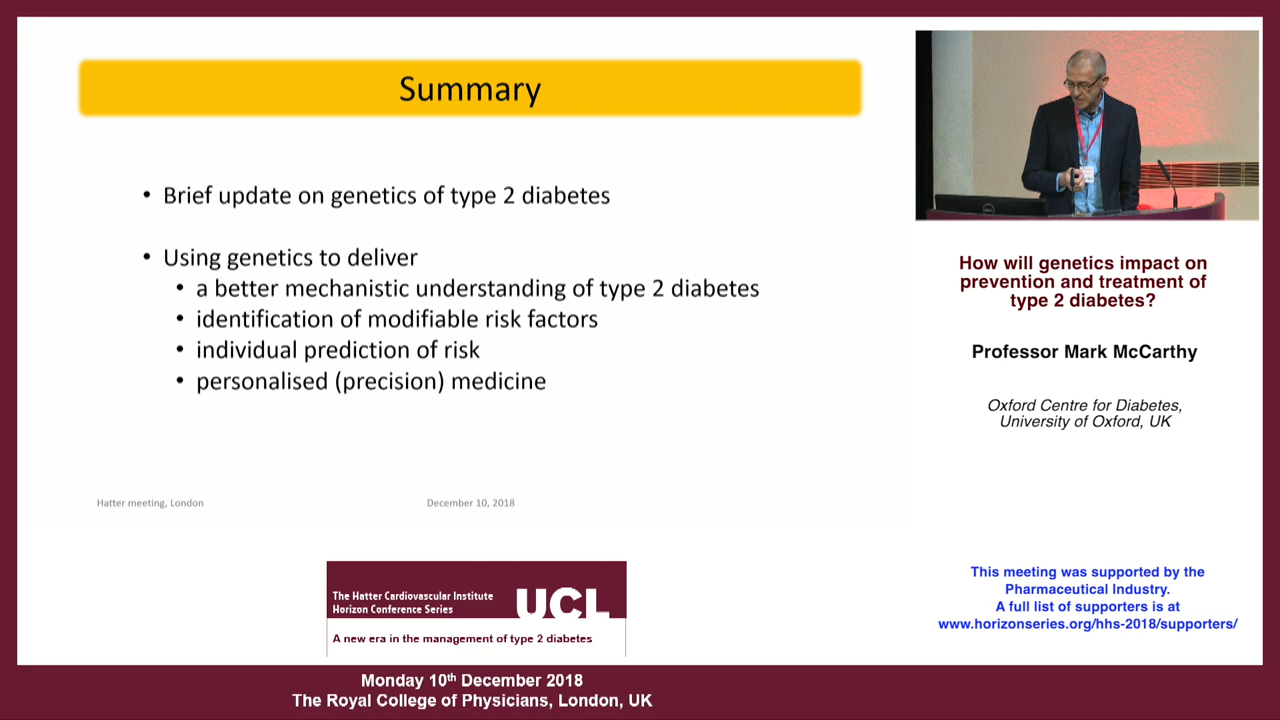 Summary
• Brief update on genetics of type 2 diabetes
• Using genetics to deliver
• a better mechanistic understanding of type 2 diabetes
• identification of modifiable risk factors
• individual prediction of risk
• personalised (precision) medicine
Hatter meeting, London
December 10, 2018
How will genetics impact on
prevention and treatment of
type 2 diabetes?
Professor Mark McCarthy
Oxford Centre for Diabetes,
University of Oxford, UK
This meeting was supported by the
Pharmaceutical Industry.
A full list of supporters is at
www.horizonseries.org/hhs-2018/supporters/
The Hatter Cardiovascular Institute
Horizon Conference Series
UCL
A new era in the management of type 2 diabetes
Monday 10th December 2018
The Royal College of Physicians, London, UK